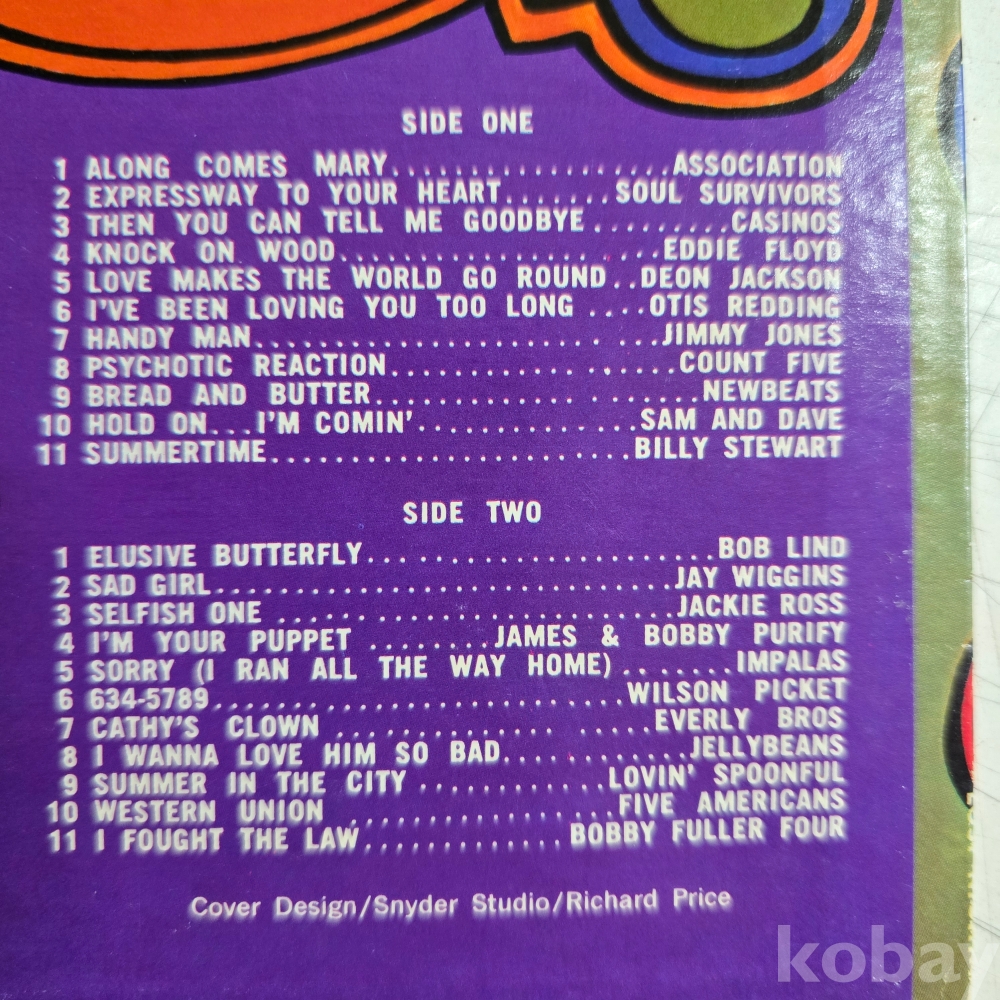 SIDE ONE
1 ALONG COMES MARY..................ASSOCIATION
2 EXPRESSWAY TO YOUR HEART.......SOUL SURVIVORS
3 THEN YOU CAN TELL ME GOODBYE.........CASINOS
4 KNOCK ON WOOD.....................EDDIE FLOYD
5 LOVE MAKES THE WORLD GO ROUND..DEON JACKSON
6 I'VE BEEN LOVING YOU TOO LONG ....OTIS REDDING
7 HANDY MAN..........................JIMMY JONES
8 PSYCHOTIC REACTION...................COUNT FIVE
9 BREAD AND BUTTER.....................NEWBEATS
10 HOLD ON...I'M COMIN'..............SAM AND DAVE
11 SUMMERTIME.......................BILLY STEWART
SIDE TWO
1 ELUSIVE BUTTERFLY......................BOB LIND
2 SAD GIRL.............................JAY WIGGINS
3 SELFISH ONE .........................JACKIE ROSS
4 I'M YOUR PUPPET ........JAMES & BOBBY PURIFY
5 SORRY (I RAN ALL THE WAY HOME).......IMPALAS
6 634-5789..........................WILSON PICKET
7 CATHY'S CLOWN ....................EVERLY BROS
8 I WANNA LOVE HIM SO BAD............JELLYBEANS
9 SUMMER IN THE CITY ............LOVIN' SPOONFUL
10 WESTERN UNION .................FIVE AMERICANS
11 I FOUGHT THE LAW.............BOBBY FULLER FOUR
Cover Design/Snyder Studio/Richard Price
kobay